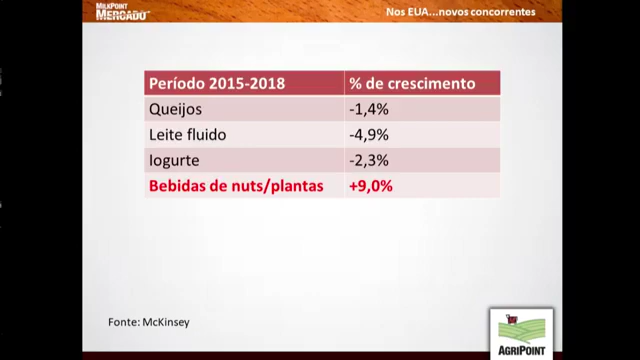 MILKPOINT
MERCADO
Nos EUA...novos concorrentes
Período 2015-2018 % de crescimento
Queijos -1,4%
Leite fluido -4,9%
Iogurte -2,3%
Bebidas de nuts/plantas +9,0%
Fonte: McKinsey
AGRIPOINT